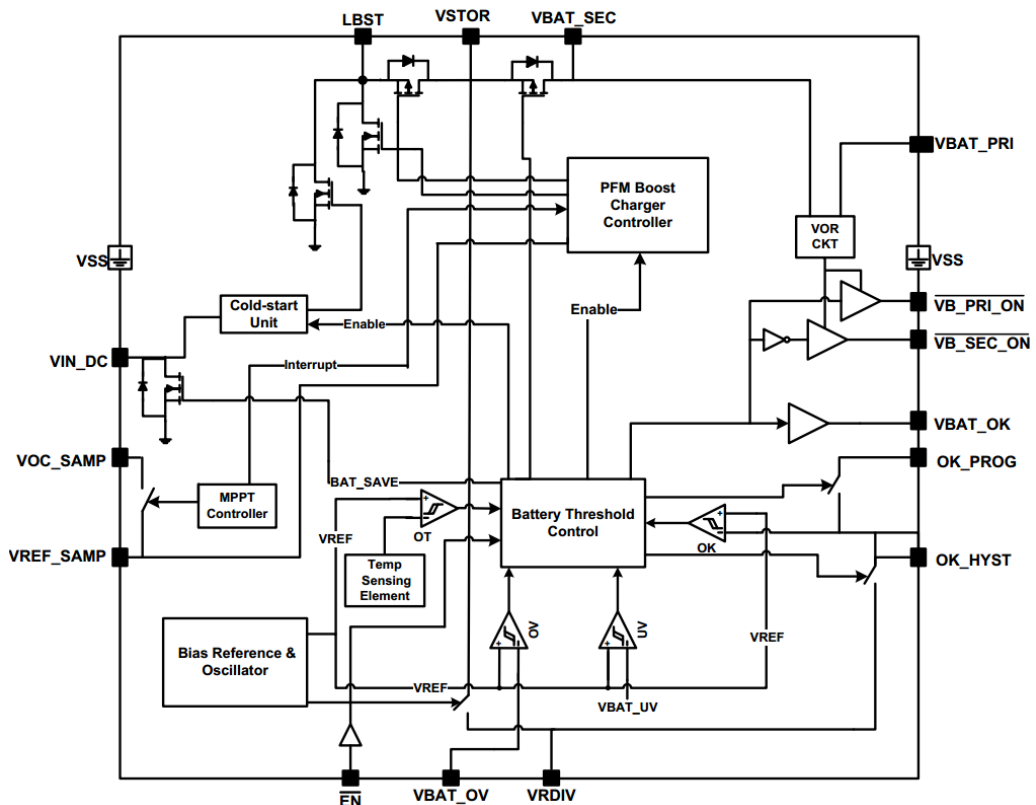 LBST
VSTOR
VBAT_SEC
VBAT_PRI
PFM Boost
Charger
Controller
VOR
CKT
VSS
VSS
Cold-start
Unit
Enable
Enable
VB_PRI_ON
VB_SEC_ON
VIN_DC
Interrupt
VBAT_OK
VOC_SAMP
OK_PROG
BAT_SAVE
MPPT
Controller
+
-
OT
VREF
Battery Threshold
Control
+
-
OK
VREF_SAMP
Temp
Sensing
Element
OK_HYST
Bias Reference &
Oscillator
+
-
OV
+
-
UV
VREF
VREF
VBAT_UV
EN
VBAT_OV
VRDIV